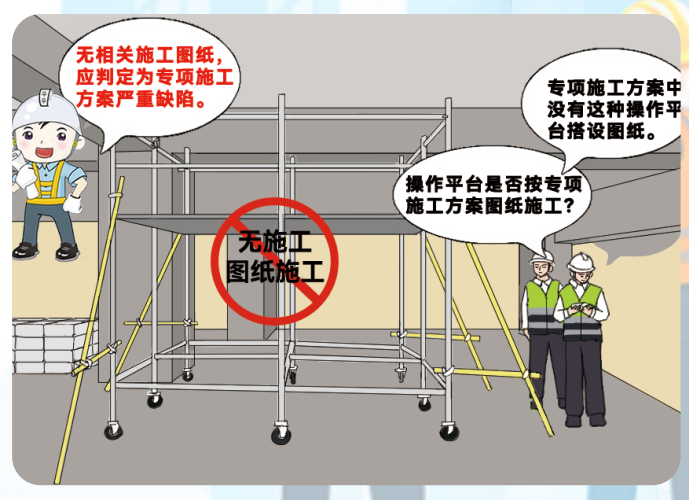 无相关施工图纸，
应判定为专项施工
方案严重缺陷。
专项施工方案中
没有这种操作平
台搭设图纸。
操作平台是否按专项
施工方案图纸施工？
无施工
图纸施工